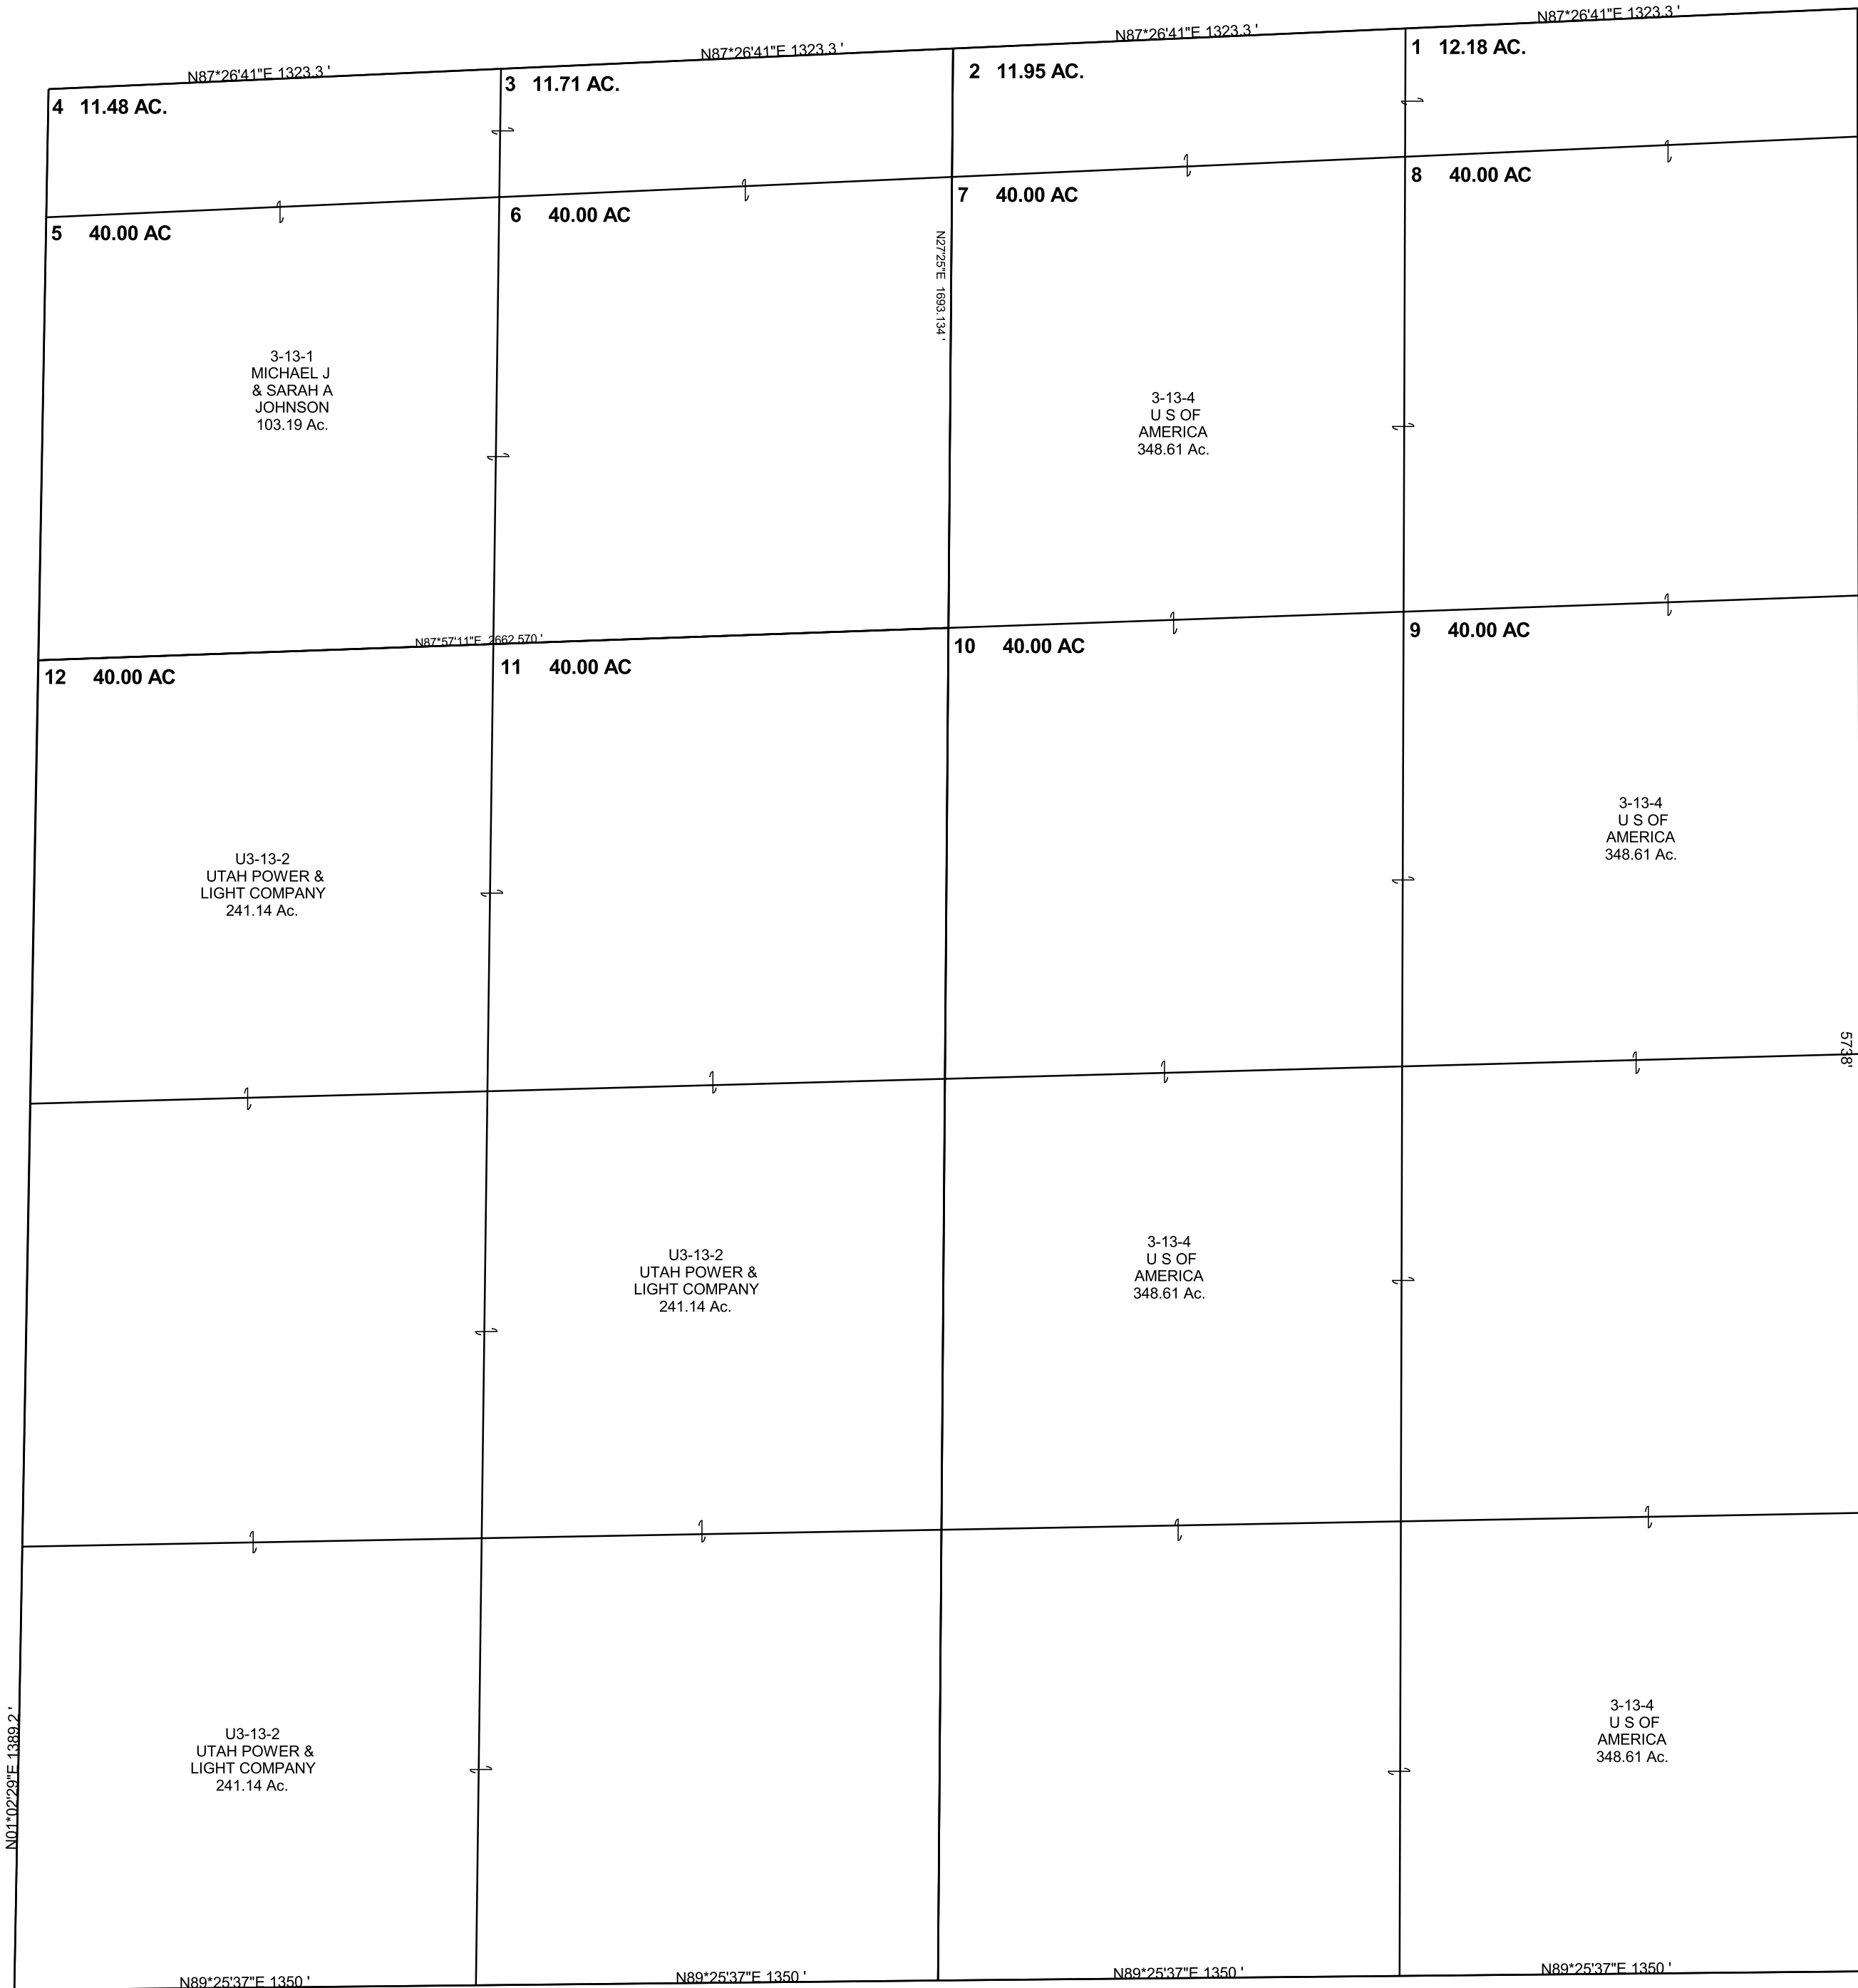 N87*26'41"E 1323.3 '
N87*26'41"E 1323.3 '
N87*26'41"E 1323.3 '
N87*26'41"E 1323.3 '
4 11.48 AC.
3 11.71 AC.
2 11.95 AC.
1 12.18 AC.
5 40.00 AC
6 40.00 AC
7 40.00 AC
8 40.00 AC
N27'25"E 1693.134 '
3-13-1
MICHAEL J
& SARAH A
JOHNSON
103.19 Ac.
3-13-4
U S OF
AMERICA
348.61 Ac.
N87*57'11"E 2662.570 '
12 40.00 AC
11 40.00 AC
10 40.00 AC
9 40.00 AC
U3-13-2
UTAH POWER &
LIGHT COMPANY
241.14 Ac.
3-13-4
U S OF
AMERICA
348.61 Ac.
5738'
U3-13-2
UTAH POWER &
LIGHT COMPANY
241.14 Ac.
3-13-4
U S OF
AMERICA
348.61 Ac.
N01*02'29"E 1389.2 '
U3-13-2
UTAH POWER &
LIGHT COMPANY
241.14 Ac.
3-13-4
U S OF
AMERICA
348.61 Ac.
N89*25'37"E 1350 '
N89*25'37"E 1350 '
N89*25'37"E 1350 '
N89*25'37"E 1350 '